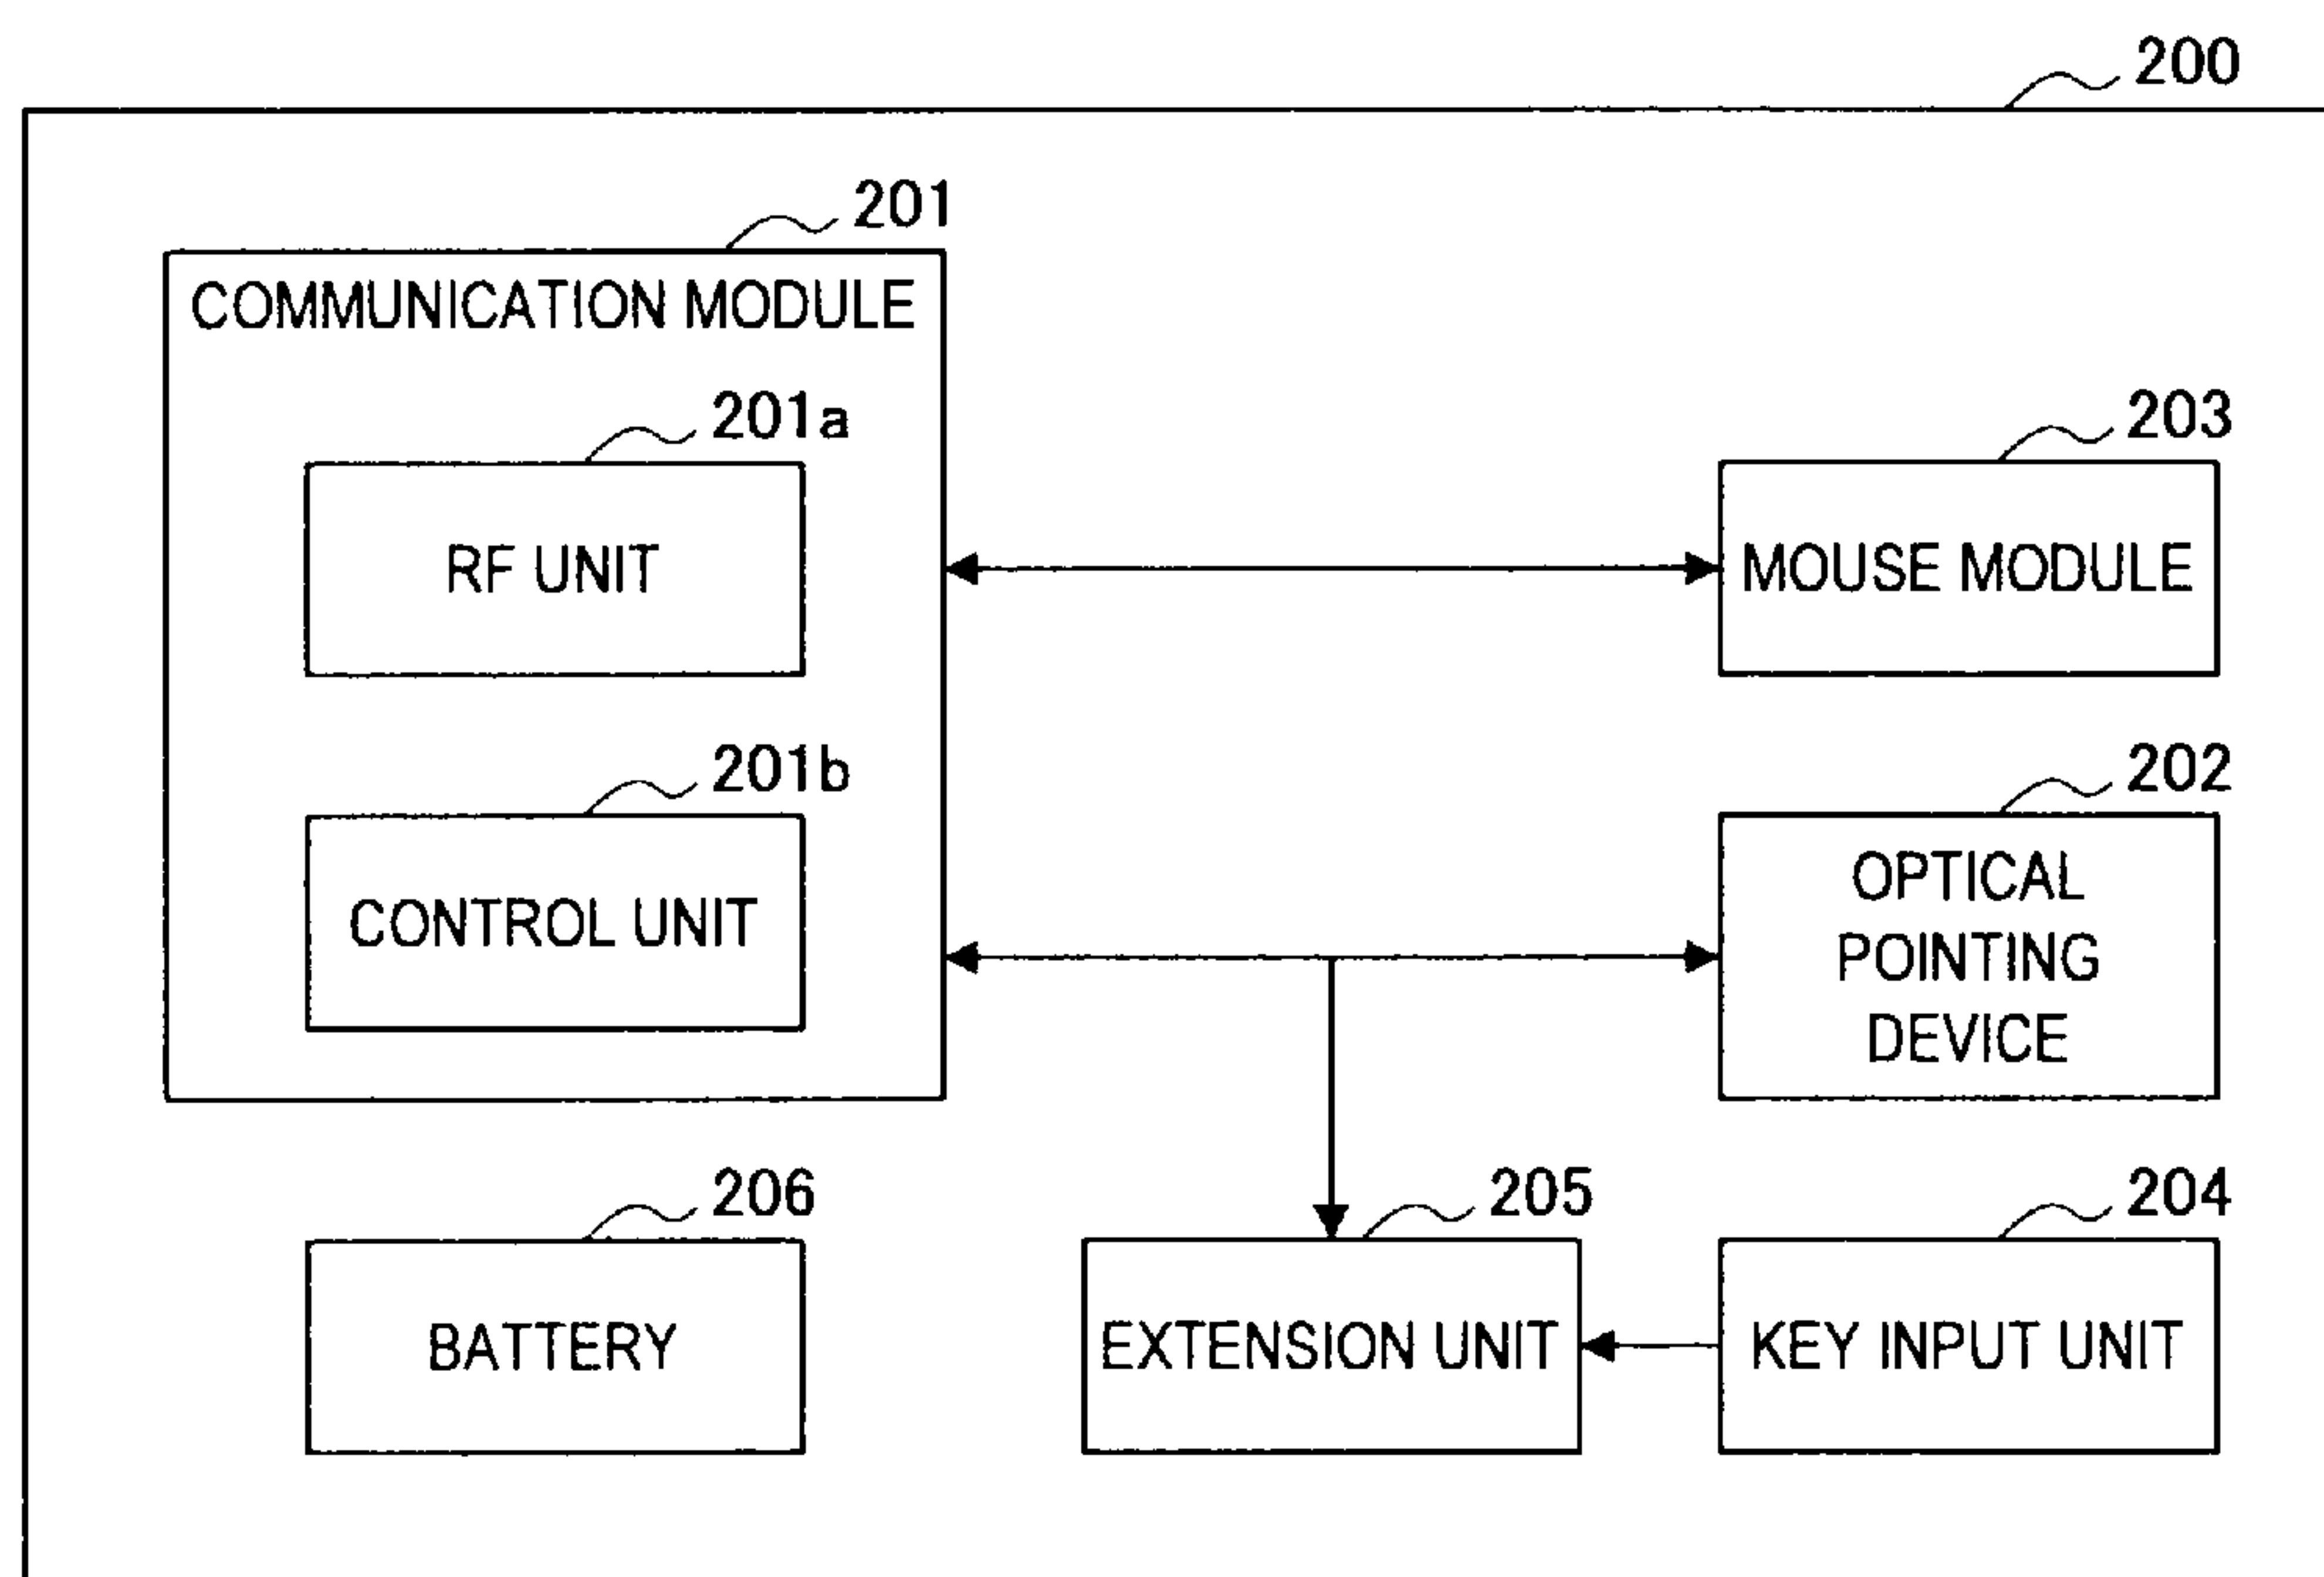 200
201
COMMUNICATION MODULE
201a
RF UNIT
203
MOUSE MODULE
201b
CONTROL UNIT
202
OPTICAL
POINTING
DEVICE
206
BATTERY
205
EXTENSION UNIT
204
KEY INPUT UNIT